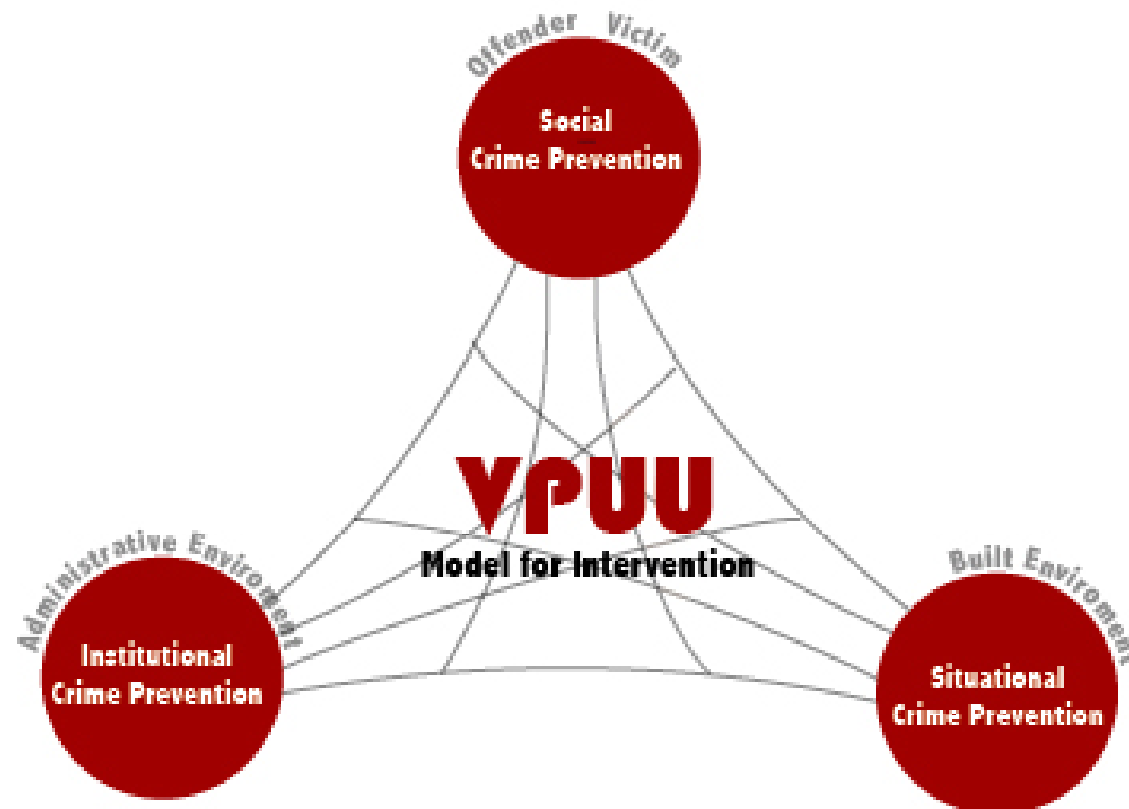 Offender Victim
Social
Crime Prevention
VPUU
Model for Intervention
Administrative Enviroment
Institutional
Crime Prevention
Built Enviroment
Situational
Crime Prevention